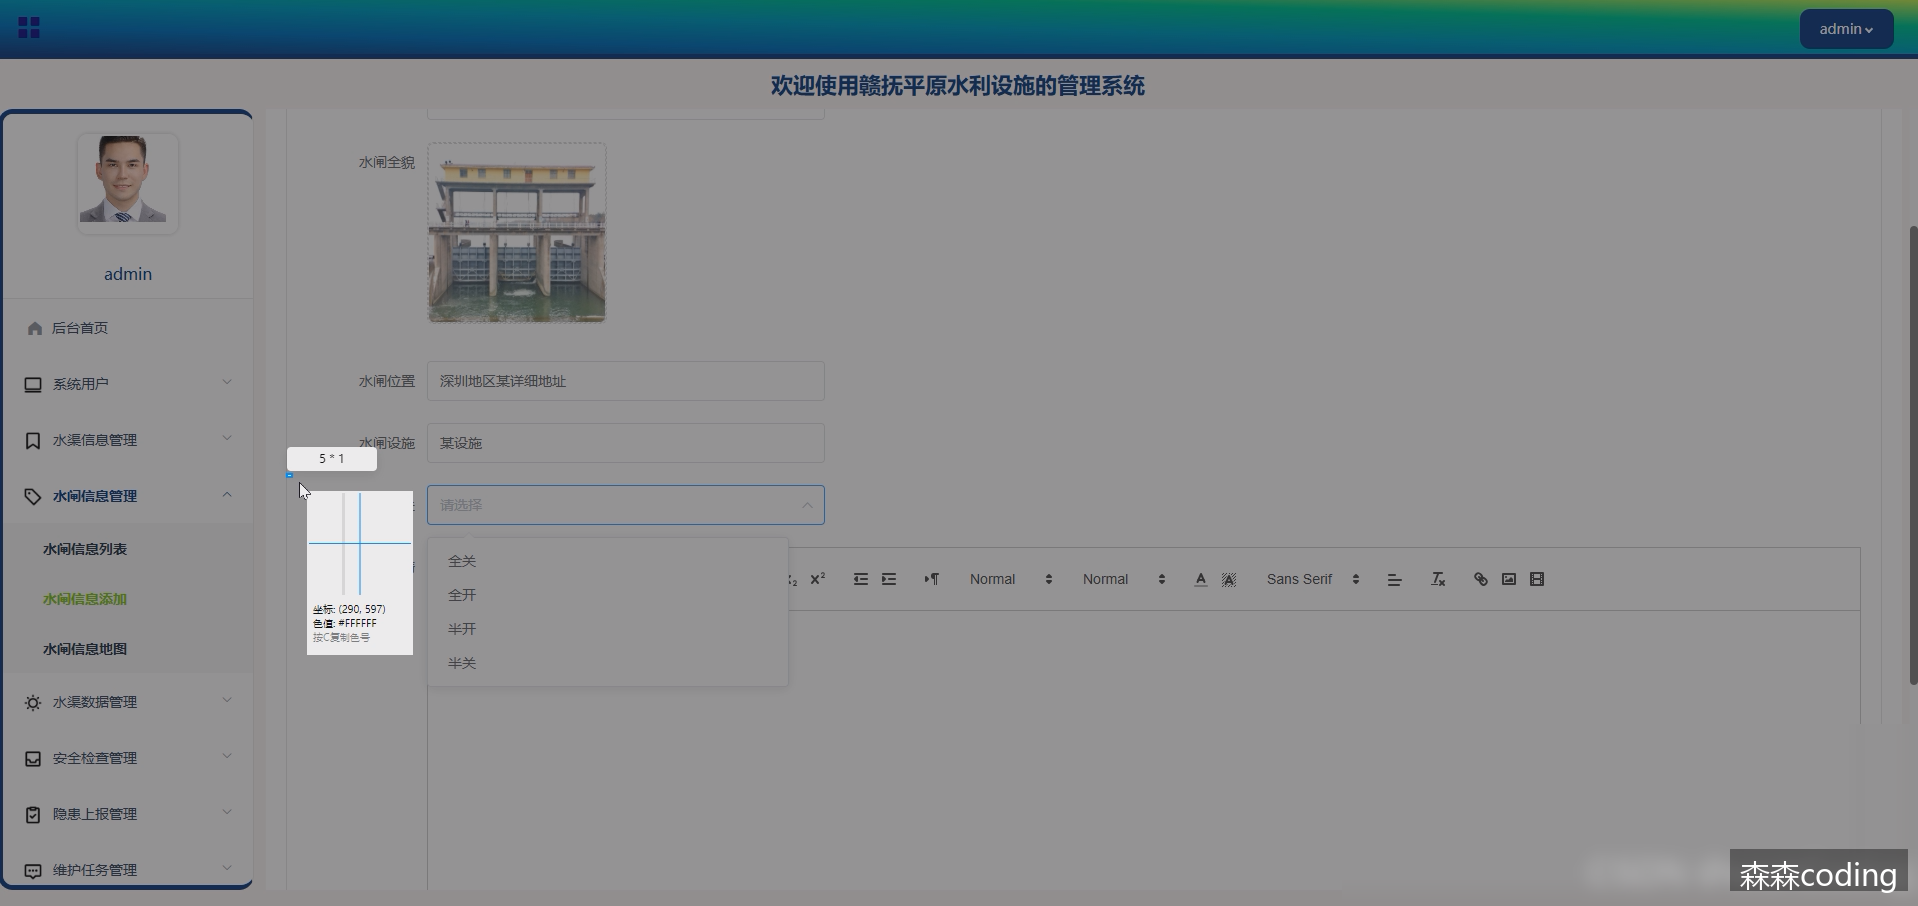 admin
欢迎使用赣抚平原水利设施的管理系统
admin
后台首页
系统用户
水渠信息管理
水闸信息管理
水闸信息列表
水闸信息添加
水闸信息地图
水渠数据管理
安全检查管理
隐患上报管理
维护任务管理
水闸全貌
水闸位置
深圳地区某详细地址
水闸设施
某设施
5 * 1
请选择
坐标: (290, 597)
色值: #FFFFFF
按C复制色号
全关
全开
半开
半关
Normal
Normal
Sans Serif
森森coding